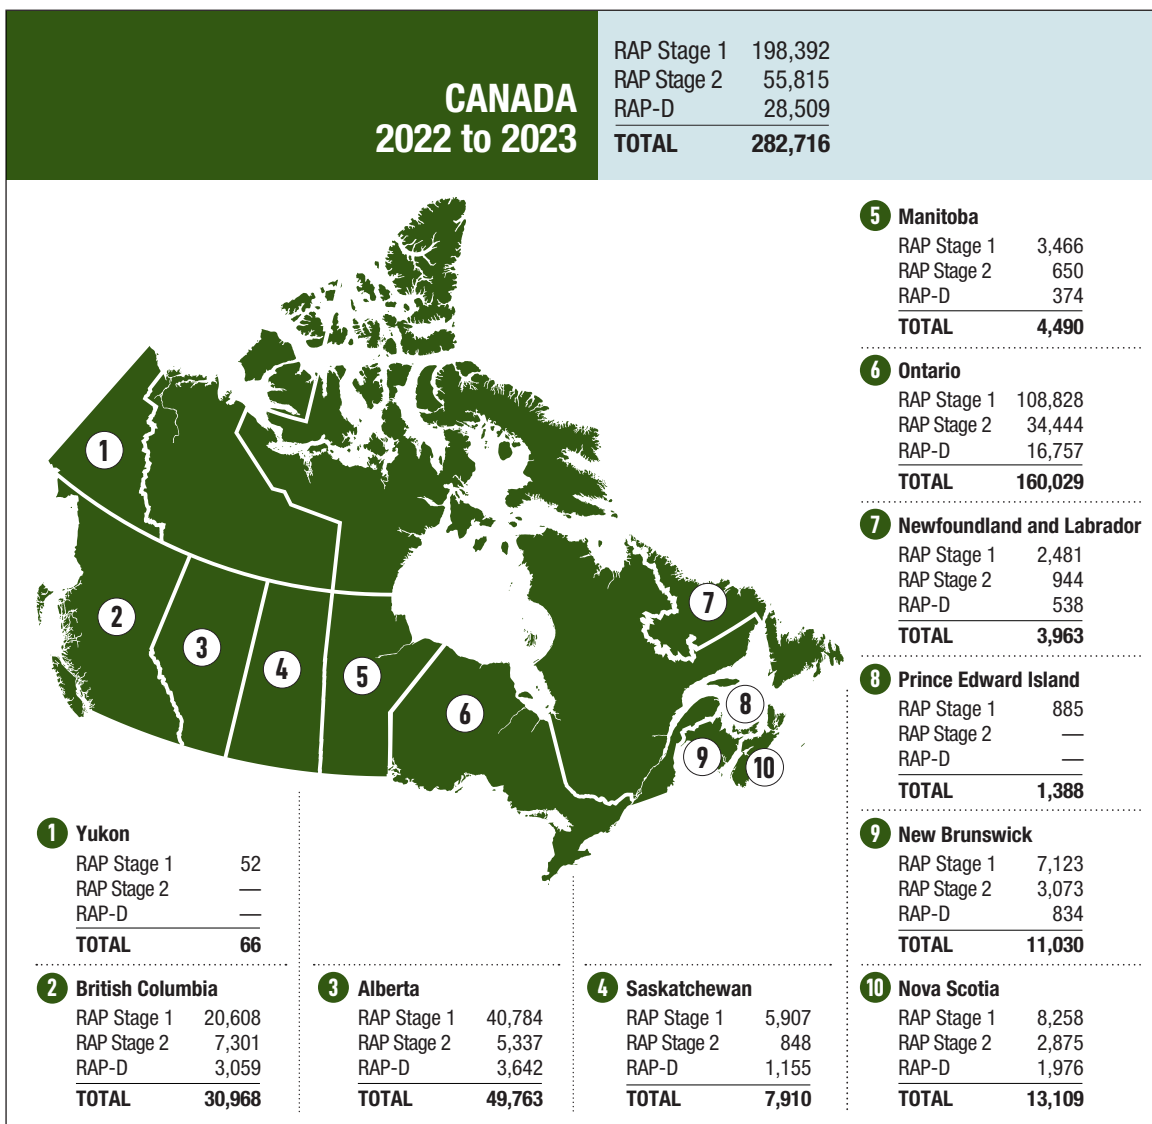 CANADA
2022 to 2023
RAP Stage 1 198,392
RAP Stage 2 55,815
RAP-D 28,509
TOTAL 282,716
1
2
3
4
5
6
7
8
9
10
1 Yukon
RAP Stage 1 52
RAP Stage 2 —
RAP-D —
TOTAL 66
2 British Columbia
RAP Stage 1 20,608
RAP Stage 2 7,301
RAP-D 3,059
TOTAL 30,968
3 Alberta
RAP Stage 1 40,784
RAP Stage 2 5,337
RAP-D 3,642
TOTAL 49,763
4 Saskatchewan
RAP Stage 1 5,907
RAP Stage 2 848
RAP-D 1,155
TOTAL 7,910
5 Manitoba
RAP Stage 1 3,466
RAP Stage 2 650
RAP-D 374
TOTAL 4,490
6 Ontario
RAP Stage 1 108,828
RAP Stage 2 34,444
RAP-D 16,757
TOTAL 160,029
7 Newfoundland and Labrador
RAP Stage 1 2,481
RAP Stage 2 944
RAP-D 538
TOTAL 3,963
8 Prince Edward Island
RAP Stage 1 885
RAP Stage 2 —
RAP-D —
TOTAL 1,388
9 New Brunswick
RAP Stage 1 7,123
RAP Stage 2 3,073
RAP-D 834
TOTAL 11,030
10 Nova Scotia
RAP Stage 1 8,258
RAP Stage 2 2,875
RAP-D 1,976
TOTAL 13,109